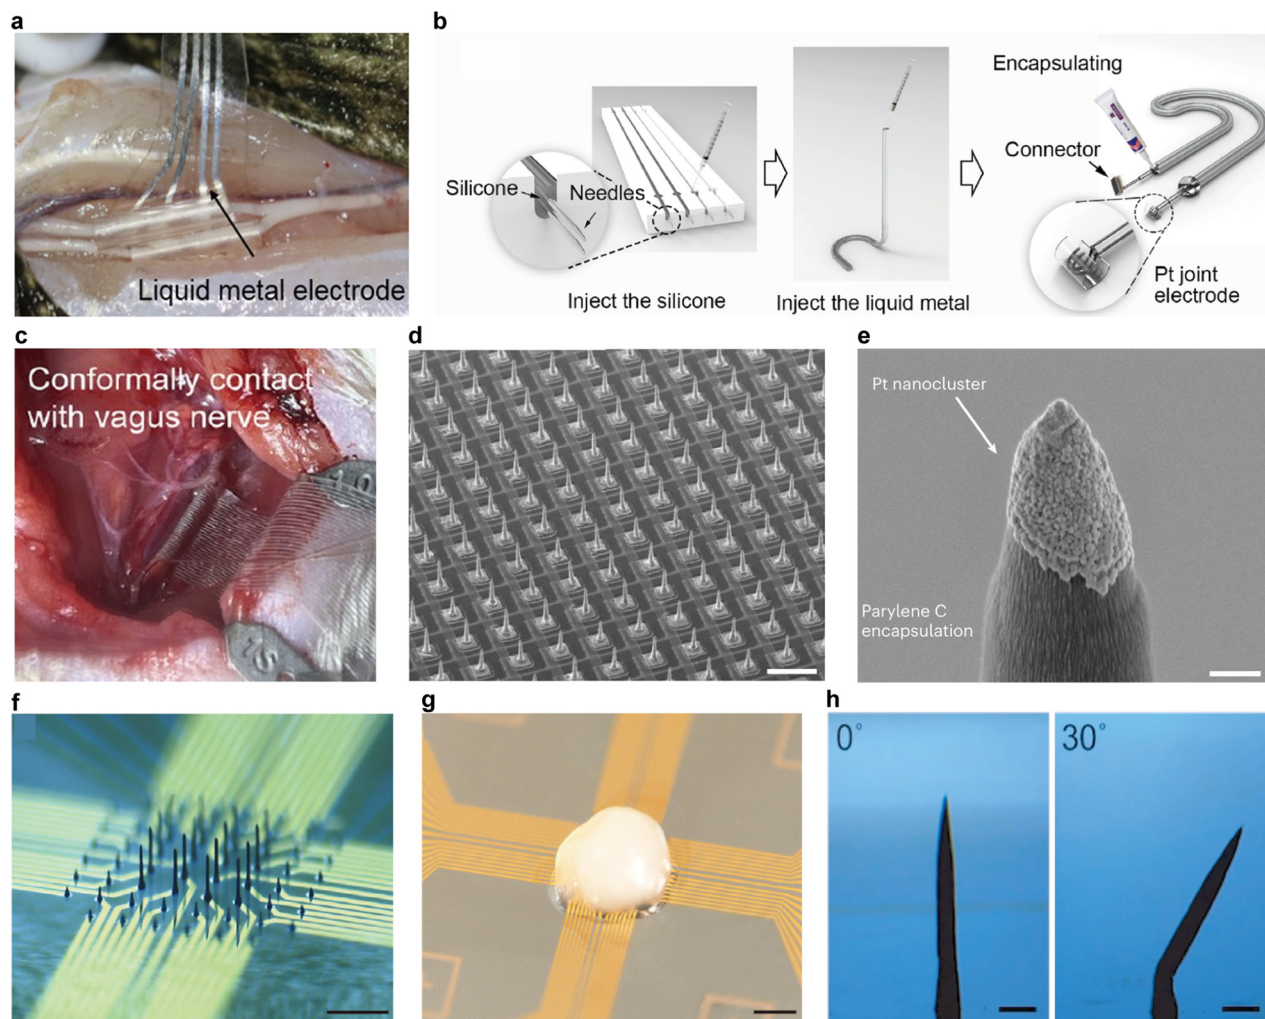 a
Liquid metal electrode
b
Silicone
Needles
Inject the silicone
Inject the liquid metal
Encapsulating
Connector
Pt joint
electrode
c
Conformally contact
with vagus nerve
d
e
Pt nanocluster
Parylene C
encapsulation
f
g
h
0°
30°